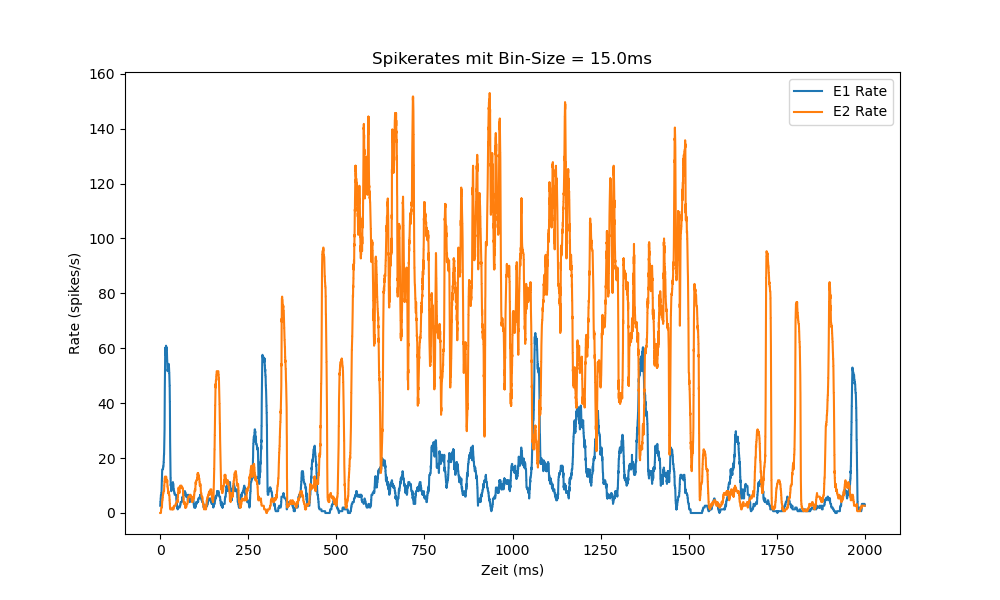 Spikerates mit Bin-Size = 15.0ms
E1 Rate
E2 Rate
Rate (spikes/s)
160
140
120
100
80
60
40
20
0
0 250 500 750 1000 1250 1500 1750 2000
Zeit (ms)